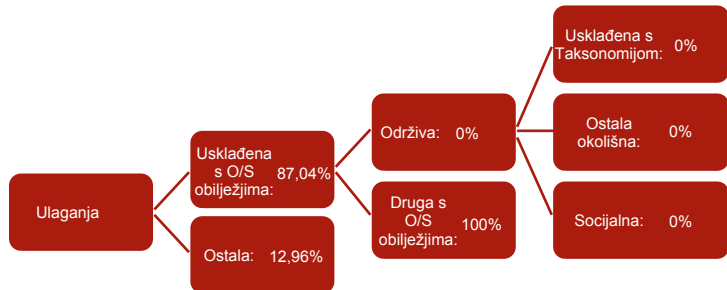 Ulaganja
Usklađena
s O/S
obilježjima:
87,04%
Ostala: 12,96%
Održiva: 0%
Druga s
O/S
obilježjima:
100%
Usklađena s
Taksonomijom:
0%
Ostala
okolišna:
0%
Socijalna: 0%